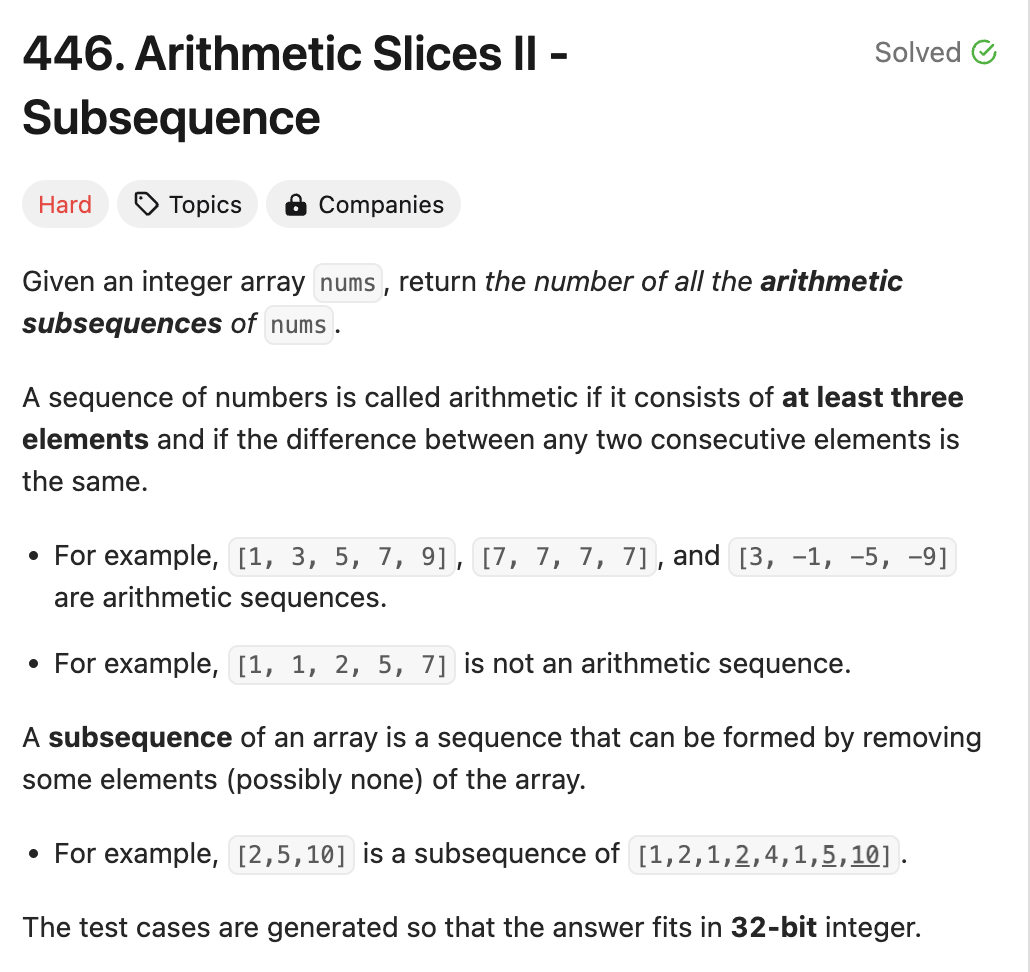 446. Arithmetic Slices II -
Subsequence
Solved
Hard
Topics
Companies
Given an integer array nums, return the number of all the arithmetic
subsequences of nums.
A sequence of numbers is called arithmetic if it consists of at least three
elements and if the difference between any two consecutive elements is
the same.
• For example, [1, 3, 5, 7, 9], [7, 7, 7, 7], and [3, −1, −5, −9]
are arithmetic sequences.
• For example, [1, 1, 2, 5, 7] is not an arithmetic sequence.
A subsequence of an array is a sequence that can be formed by removing
some elements (possibly none) of the array.
• For example, [2,5,10] is a subsequence of [1,2,1,2,4,1,5,10].
The test cases are generated so that the answer fits in 32-bit integer.